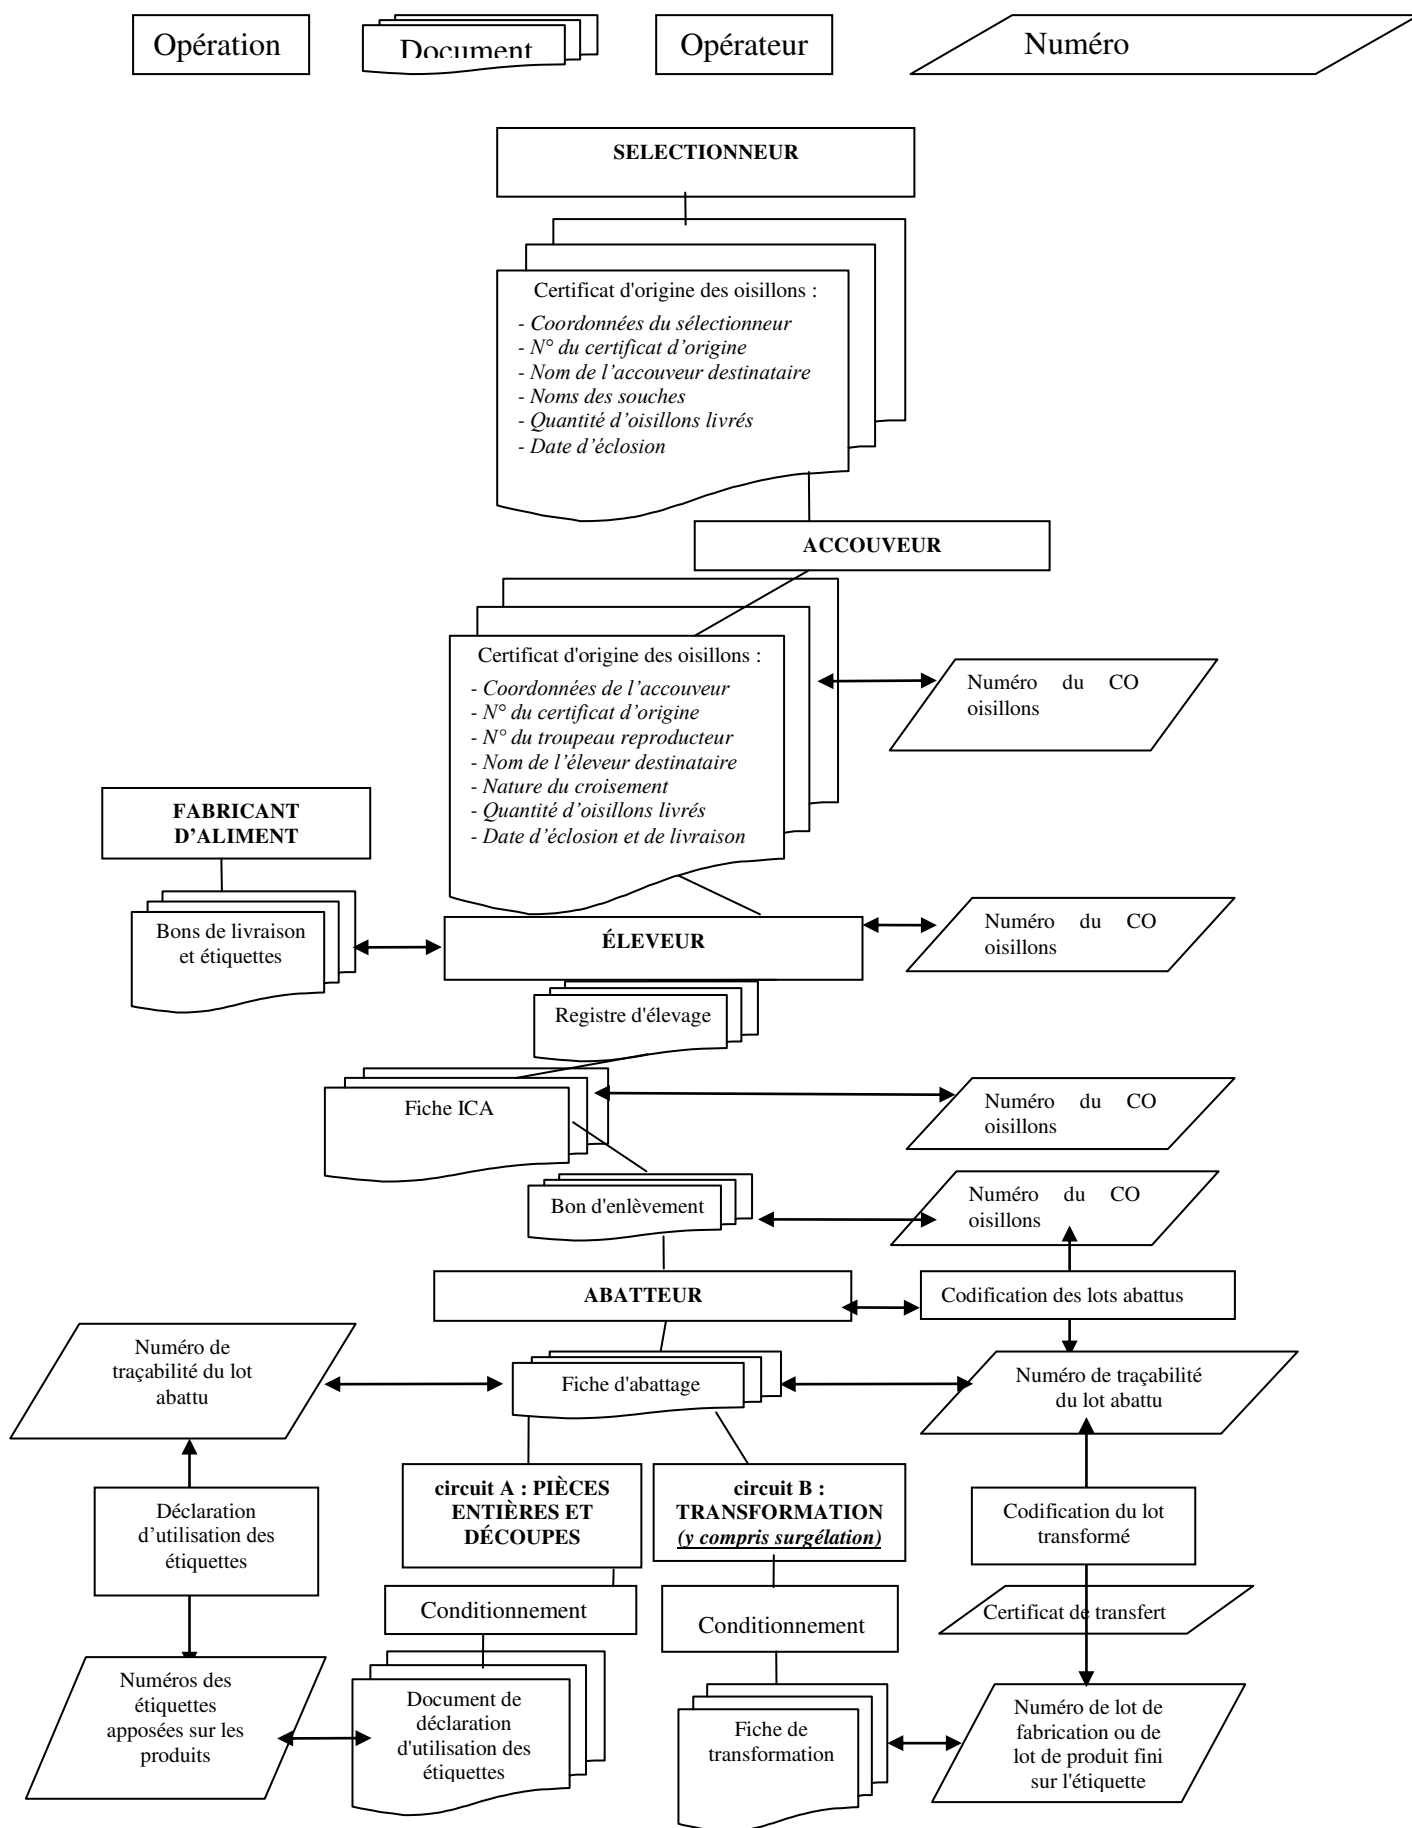 Opération
Document
Opérateur
Numéro
SELECTIONNEUR
Certificat d'origine des oisillons :
- Coordonnées du sélectionneur
- N° du certificat d’origine
- Nom de l’accouveur destinataire
- Noms des souches
- Quantité d’oisillons livrés
- Date d’éclosion
ACCOUVEUR
Certificat d'origine des oisillons :
- Coordonnées de l’accouveur
- N° du certificat d’origine
- N° du troupeau reproducteur
- Nom de l’éleveur destinataire
- Nature du croisement
- Quantité d’oisillons livrés
- Date d’éclosion et de livraison
Numéro du CO
oisillons
FABRICANT
D’ALIMENT
Bons de livraison
et étiquettes
ÉLEVEUR
Numéro du CO
oisillons
Registre d'élevage
Fiche ICA
Numéro du CO
oisillons
Bon d'enlèvement
Numéro du CO
oisillons
ABATTEUR
Codification des lots abattus
Numéro de
traçabilité du lot
abattu
Fiche d'abattage
Numéro de traçabilité
du lot abattu
Déclaration
d’utilisation des
étiquettes
circuit A : PIÈCES
ENTIÈRES ET
DÉCOUPES
circuit B :
TRANSFORMATION
(y compris surgélation)
Codification du lot
transformé
Conditionnement
Conditionnement
Certificat de transfert
Numéros des
étiquettes
apposées sur les
produits
Document de
déclaration
d'utilisation des
étiquettes
Fiche de
transformation
Numéro de lot de
fabrication ou de
lot de produit fini
sur l'étiquette